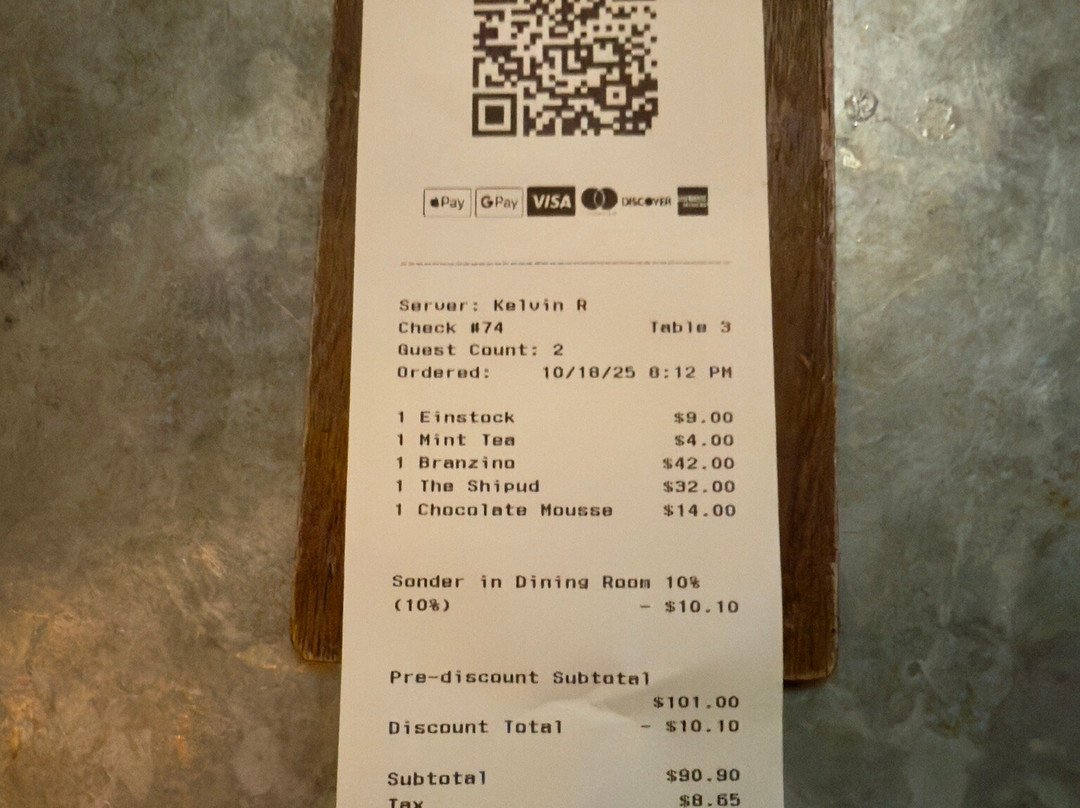 Pay GPay VISA DISCOVER
Server: Kelvin R
Check #74 Table 3
Guest Count: 2
Ordered: 10/18/25 8:12 PM
1 Einstock $9.00
1 Mint Tea $4.00
1 Branzino $42.00
1 The Shipud $32.00
1 Chocolate Mousse $14.00
Sonder in Dining Room 10%
(10%) - $10.10
Pre-discount Subtotal
$101.00
Discount Total - $10.10
Subtotal $90.90
Tax $8.65